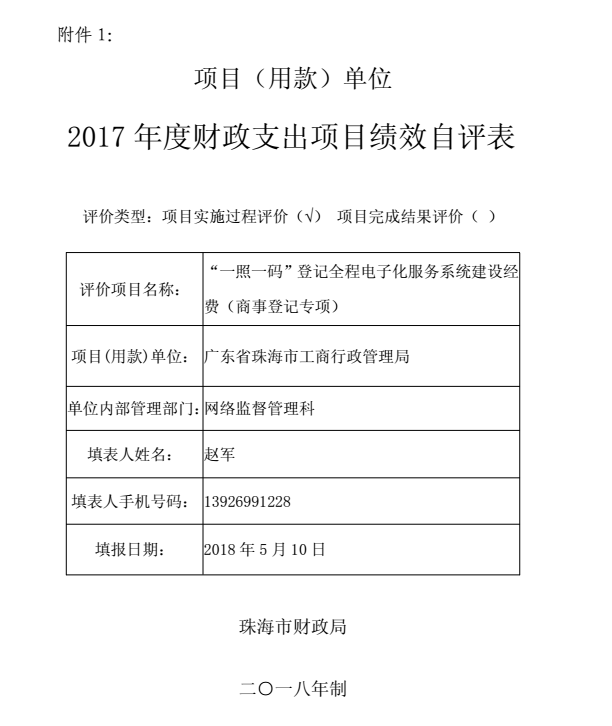 附件 1:
项目（用款）单位
2017 年度财政支出项目绩效自评表
评价类型：项目实施过程评价（√） 项目完成结果评价（ ）
评价项目名称：
“一照一码”登记全程电子化服务系统建设经
费（商事登记专项）
项目(用款)单位：
广东省珠海市工商行政管理局
单位内部管理部门：
网络监督管理科
填表人姓名：
赵军
填表人手机号码：
13926991228
填报日期：
2018 年 5 月 10 日
珠海市财政局
二〇一八年制